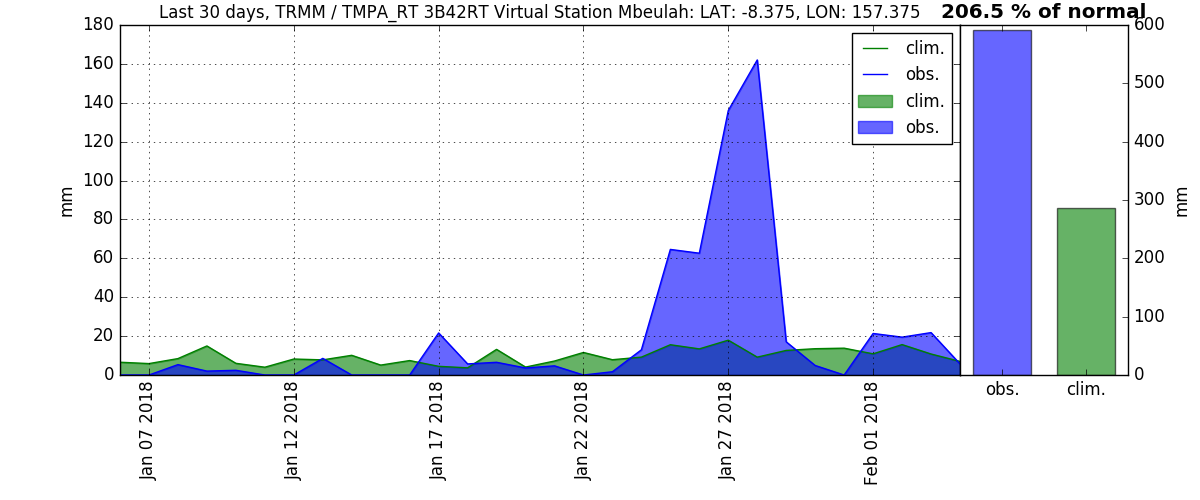 Last 30 days, TRMM / TMPA_RT 3B42RT Virtual Station Mbeulah: LAT: -8.375, LON: 157.375
206.5 % of normal
180
160
140
120
100
80
60
40
20
0
mm
clim.
obs.
clim.
obs.
Jan 07 2018
Jan 12 2018
Jan 17 2018
Jan 22 2018
Jan 27 2018
Feb 01 2018
600
500
400
300
200
100
0
mm
obs.
clim.